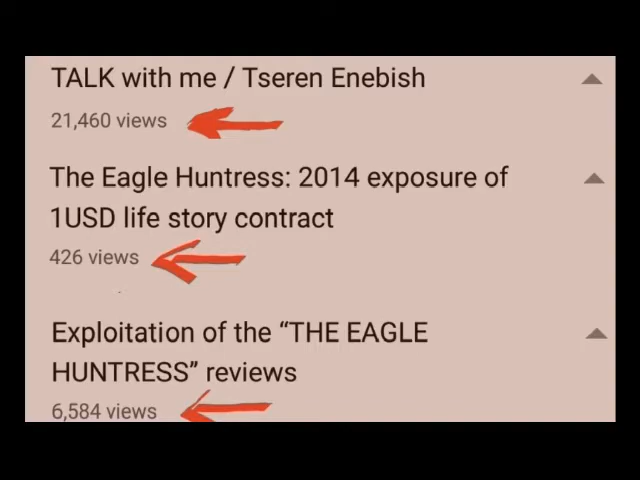 TALK with me / Tseren Enebish
21,460 views
The Eagle Huntress: 2014 exposure of
1USD life story contract
426 views
Exploitation of the “THE EAGLE
HUNTRESS” reviews
6,584 views